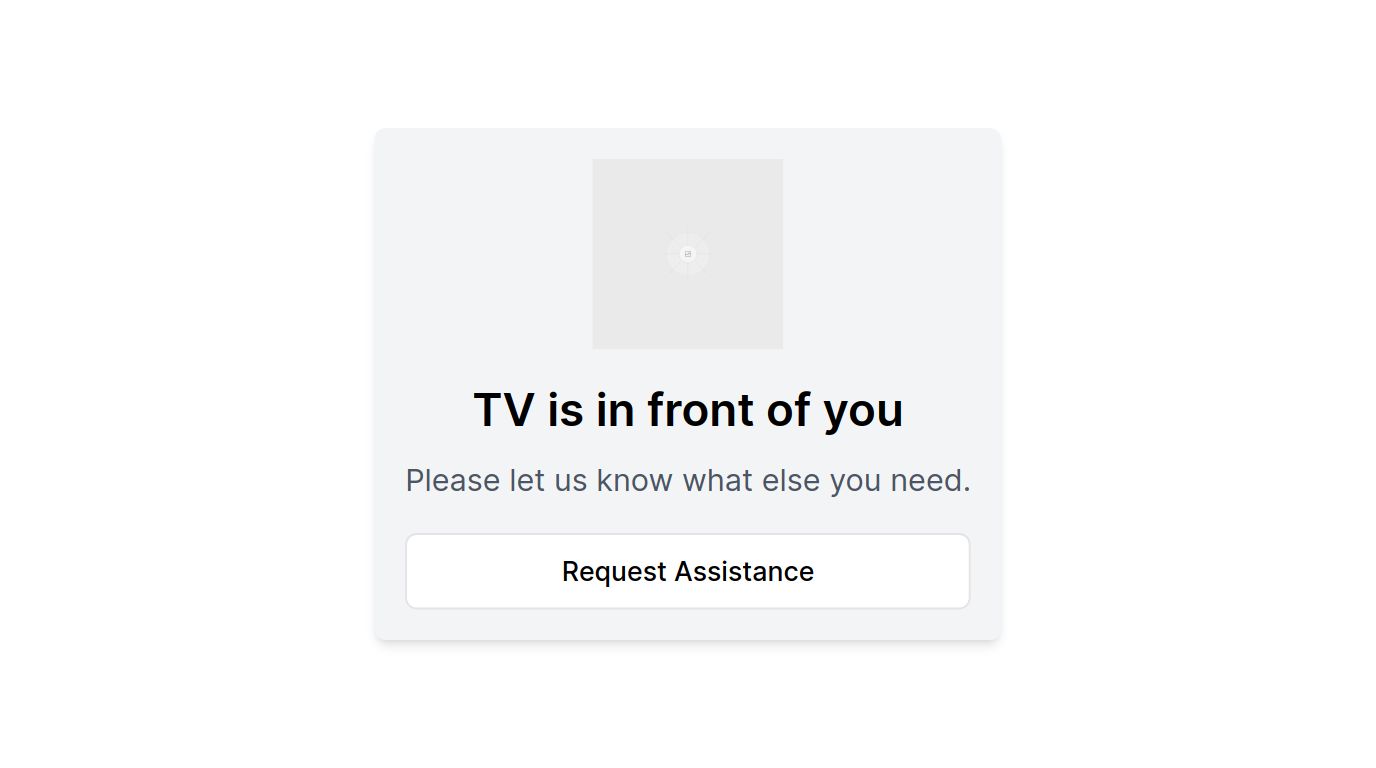 TV is in front of you
Please let us know what else you need.
Request Assistance